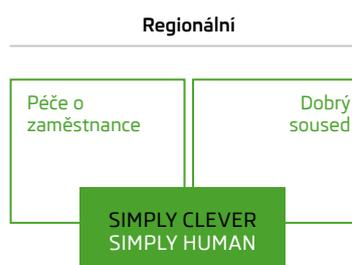 Regionální
Péče o
zaměstnance
Dobrý
soused
SIMPLY CLEVER
SIMPLY HUMAN